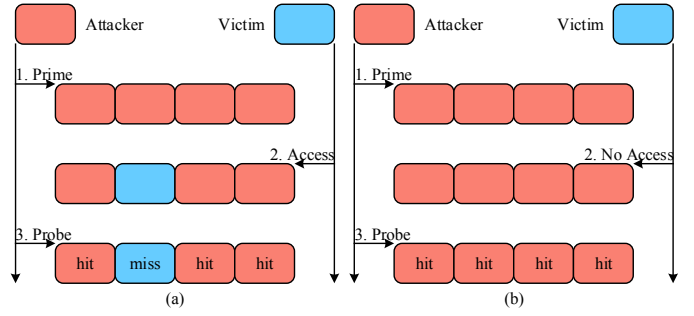 Attacker
Victim
1. Prime
2. Access
3. Probe
hit
miss
hit
hit
(a)
Attacker
Victim
1. Prime
2. No Access
3. Probe
hit
hit
hit
hit
(b)